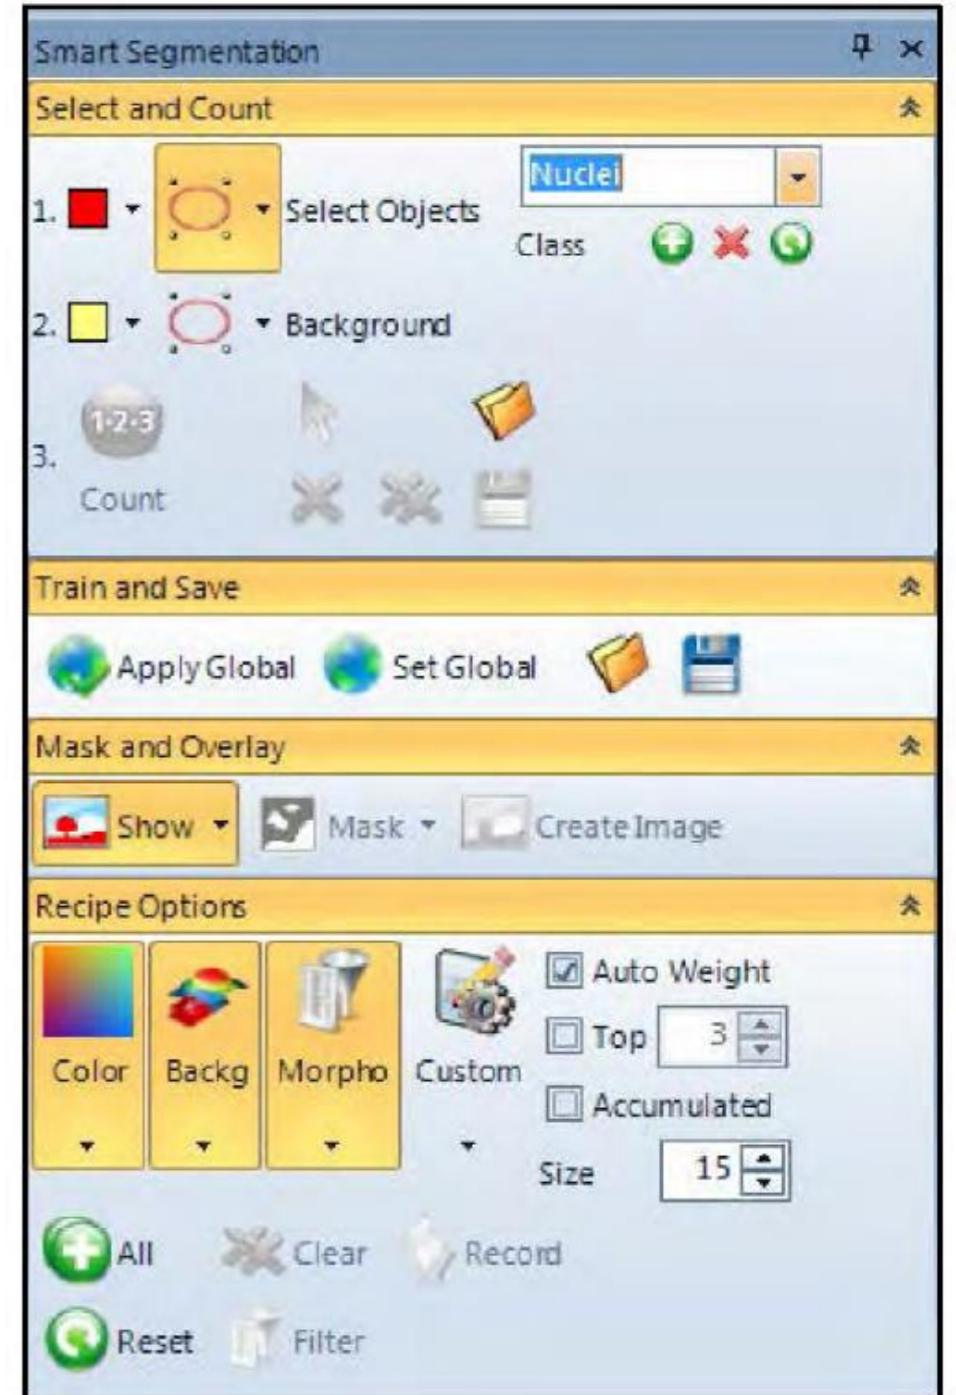 Smart Segmentation
Select and Count
Nuclei
1. Select Objects
Class
2. Background
1-2-3
3.
Count
Train and Save
Apply Global Set Global
Mask and Overlay
Show Mask Create Image
Recipe Options
Auto Weight
Top 3
Color Backg Morpho Custom
Accumulated
Size 15
All Clear Record
Reset Filter